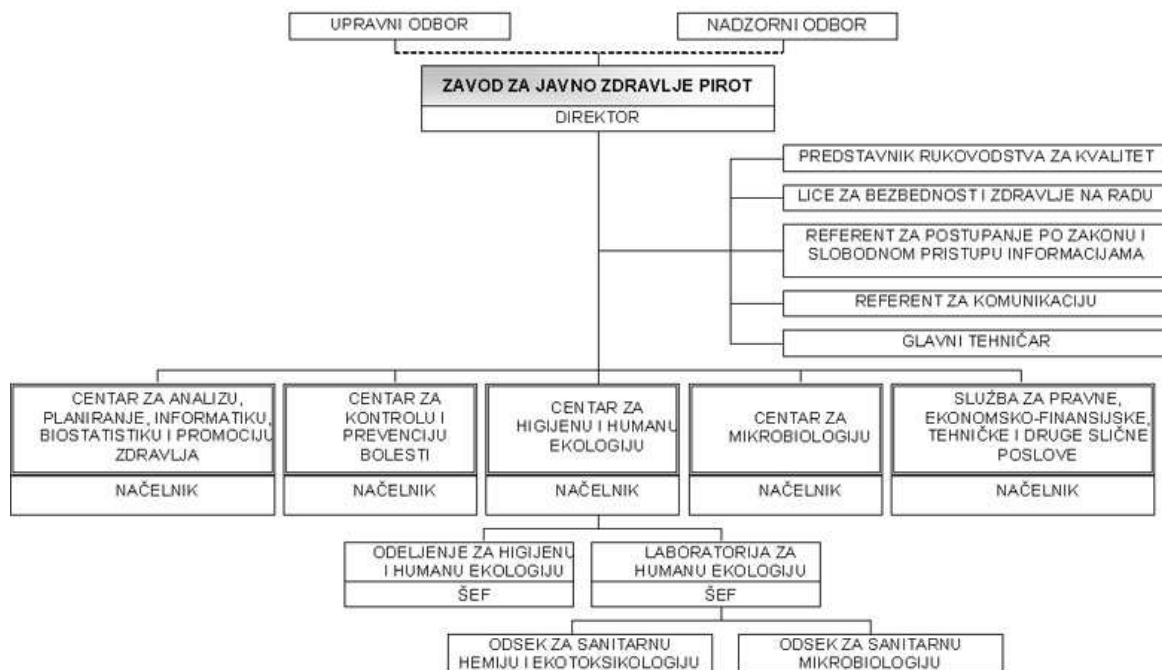 UPRAVNI ODBOR
NADZORNI ODBOR
ZAVOD ZA JAVNO ZDRAVLJE PIROT
DIREKTOR
PREDSTAVNIK RUKOVODSTVA ZA KVALITET
LICE ZA BEZBEDNOST I ZDRAVLJE NA RADU
REFERENT ZA POSTUPANJE PO ZAKONU I
SLOBODNOM PRISTUPU INFORMACIJAMA
REFERENT ZA KOMUNIKACIJU
GLAVNI TEHNIČAR
CENTAR ZA ANALIZU,
PLANIRANJE, INFORMATIKU,
BIOSTATISTIKU I PROMOCIJU
ZDRAVLJA
NAČELNIK
CENTAR ZA
KONTROLU I
PREVENCIJU
BOLESTI
NAČELNIK
CENTAR ZA
HIGIJENU I HUMANU
EKOLOGIJU
NAČELNIK
CENTAR ZA
MIKROBIOLOGIJU
NAČELNIK
SLUŽBA ZA PRAVNE,
EKONOMSKO-FINANSIJSKE,
TEHNIČKE I DRUGE SLIČNE
POSLOVE
NAČELNIK
ODELJENJE ZA HIGIJENU
I HUMANU EKOLOGIJU
ŠEF
LABORATORIJA ZA
HUMANU EKOLOGIJU
ŠEF
ODSEK ZA SANITARNU
HEMIJU I EKOTOKSIKOLOGIJU
ODSEK ZA SANITARNU
MIKROBIOLOGIJU